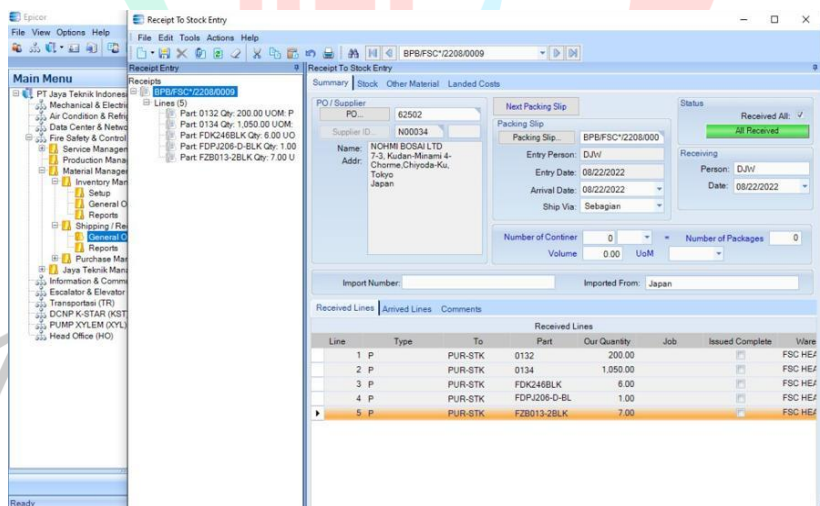 Epicor
File View Options Help
Main Menu
PT Jaya Teknik Indones
Mechanical & Electri
Air Condition & Refri
Data Center & Netwo
Fire Safety & Control
Service Manager
Production Mana
Material Manage
Inventory Man
Setup
General O
Reports
Shipping / Re
General O
Reports
Purchase Mar
Jaya Teknik Mana
Information & Comm
Escalator & Elevator
Transportasi (TR)
DCNP K-STAR (KST
PUMP XYLEM (XYL)
Head Office (HO)
Ready
Receipt To Stock Entry
File Edit Tools Actions Help
BPB/FSC*/2208/0009
Receipt Entry
Receipts
BPB/FSC*/2208/0009
Lines (5)
Part: 0132 Qty: 200.00 UOM: P
Part: 0134 Qty: 1,050.00 UOM:
Part: FDK246BLK Qty: 6.00 UO
Part: FDPJ206-D-BLK Qty: 1.00
Part: FZB013-2BLK Qty: 7.00 U
Receipt To Stock Entry
Summary Stock Other Material Landed Costs
PO / Supplier
PO... 62502
Supplier ID... N00034
Name: NOHMI BOSAI LTD
Addr: 7-3, Kudan-Minami 4-
Chorme,Chiyoda-Ku,
Tokyo
Japan
Next Packing Slip
Packing Slip
Packing Slip... BPB/FSC*/2208/000
Entry Person: DJW
Entry Date: 08/22/2022
Arrival Date: 08/22/2022
Ship Via: Sebagian
Status
Received All:
All Received
Receiving
Person: DJW
Date: 08/22/2022
Number of Continer 0 = Number of Packages 0
Volume 0.00 UoM
Import Number: Imported From: Japan
Received Lines Arrived Lines Comments
Received Lines
Line Type To Part Our Quantity Job Issued Complete Ware
1 P PUR-STK 0132 200.00 FSC HEA
2 P PUR-STK 0134 1,050.00 FSC HEA
3 P PUR-STK FDK246BLK 6.00 FSC HEA
4 P PUR-STK FDPJ206-D-BL 1.00 FSC HEA
5 P PUR-STK FZB013-2BLK 7.00 FSC HEA